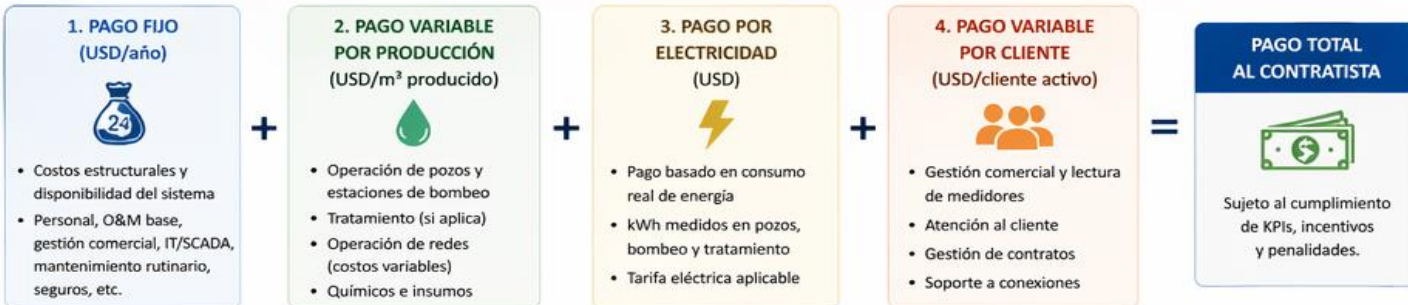 1. PAGO FIJO
(USD/año)
24
• Costos estructurales y
disponibilidad del sistema
• Personal, O&M base,
gestión comercial, IT/SCADA,
mantenimiento rutinario,
seguros, etc.
+
2. PAGO VARIABLE
POR PRODUCCIÓN
(USD/m³ producido)
• Operación de pozos y
estaciones de bombeo
• Tratamiento (si aplica)
• Operación de redes
(costos variables)
• Químicos e insumos
+
3. PAGO POR
ELECTRICIDAD
(USD)
• Pago basado en consumo
real de energía
• kWh medidos en pozos,
bombeo y tratamiento
• Tarifa eléctrica aplicable
+
4. PAGO VARIABLE
POR CLIENTE
(USD/cliente activo)
• Gestión comercial y lectura
de medidores
• Atención al cliente
• Gestión de contratos
• Soporte a conexiones
=
PAGO TOTAL
AL CONTRATISTA
$
Sujeto al cumplimiento
de KPIs, incentivos
y penalidades.